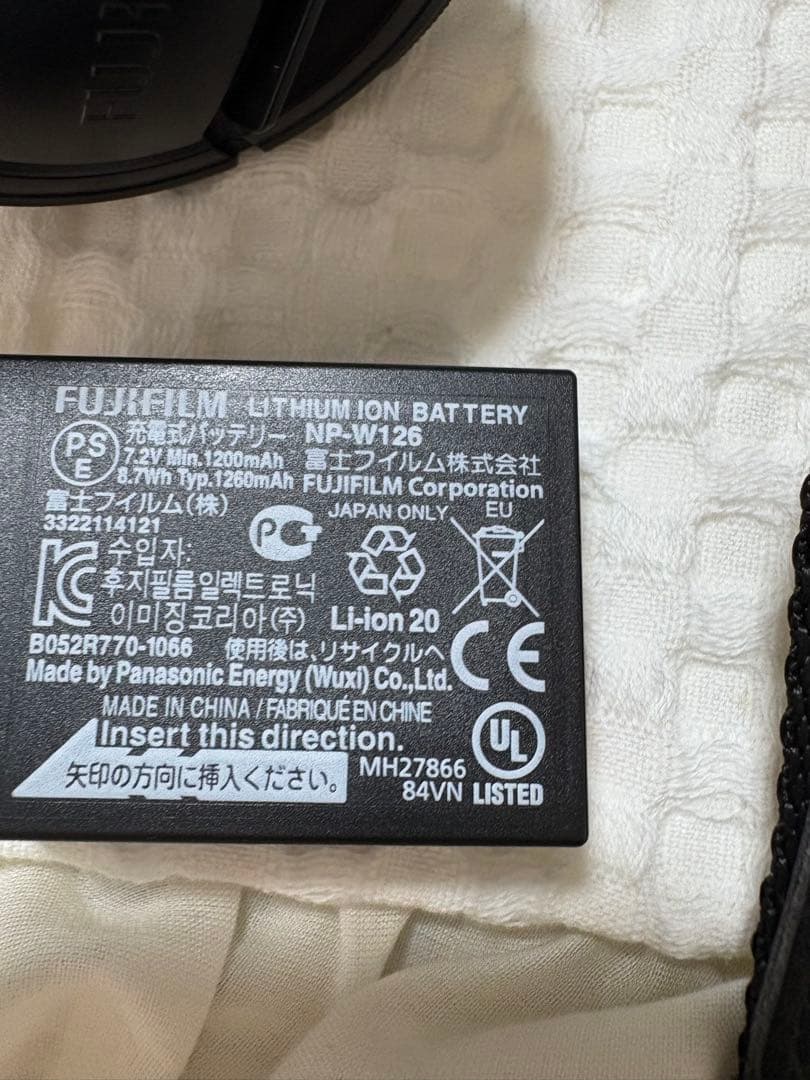 FUJI
FUJIFILM LITHIUM ION BATTERY
PS E 充電式バッテリー NP-W126
7.2V Min.1200mAh 富士フイルム株式会社
8.7Wh Typ.1260mAh FUJIFILM Corporation
富士フイルム(株) JAPAN ONLY EU
3322114121
수입자:
후지필름일렉트로닉
이미징코리아(주) Li-ion 20
B052R770-1066 使用後は、リサイクルへ
Made by Panasonic Energy (Wuxi) Co.,Ltd. CE
MADE IN CHINA / FABRIQUÉ EN CHINE
Insert this direction. UL
矢印の方向に挿入ください。 MH27866
84VN LISTED